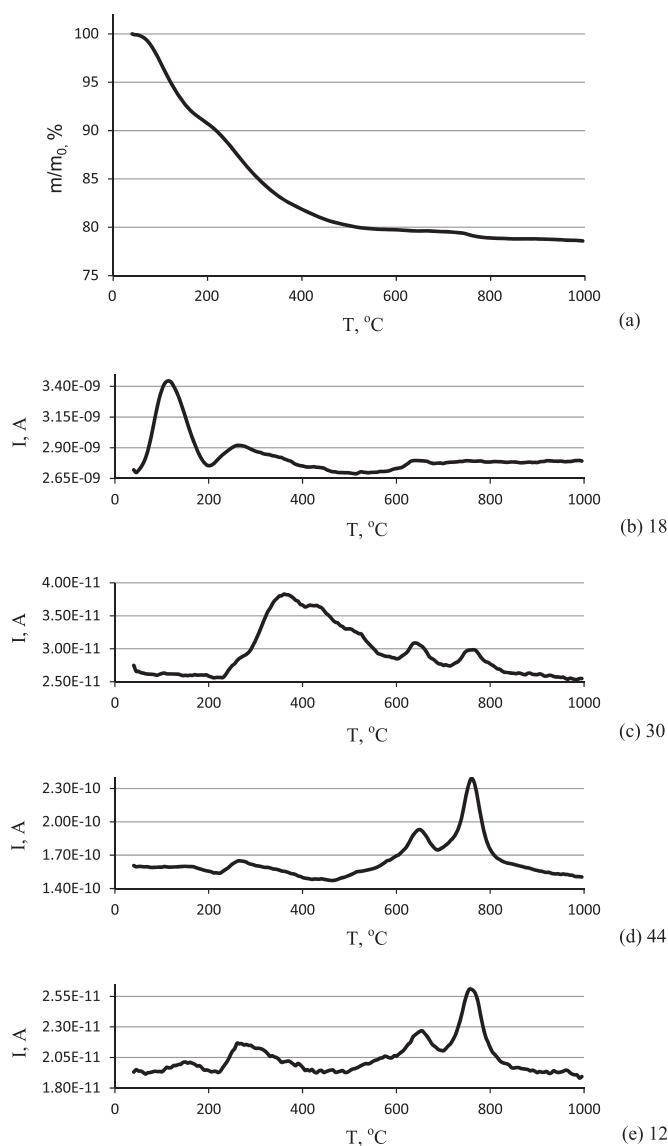 100
95
90
85
80
75
m/m0, %
0 200 400 600 800 1000
T, °C
(a)
3.40E-09
3.15E-09
2.90E-09
2.65E-09
I, A
0 200 400 600 800 1000
T, °C
(b) 18
4.00E-11
3.50E-11
3.00E-11
2.50E-11
I, A
0 200 400 600 800 1000
T, °C
(c) 30
2.30E-10
2.00E-10
1.70E-10
1.40E-10
I, A
0 200 400 600 800 1000
T, °C
(d) 44
2.55E-11
2.30E-11
2.05E-11
1.80E-11
I, A
0 200 400 600 800 1000
T, °C
(e) 12